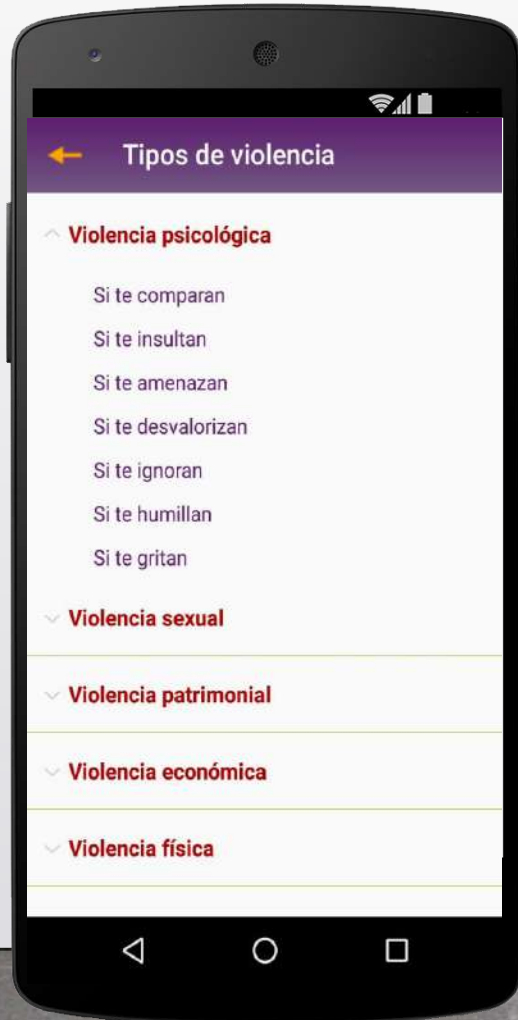 Tipos de violencia
Violencia psicológica
Si te comparan
Si te insultan
Si te amenazan
Si te desvalorizan
Si te ignoran
Si te humillan
Si te gritan
Violencia sexual
Violencia patrimonial
Violencia económica
Violencia física